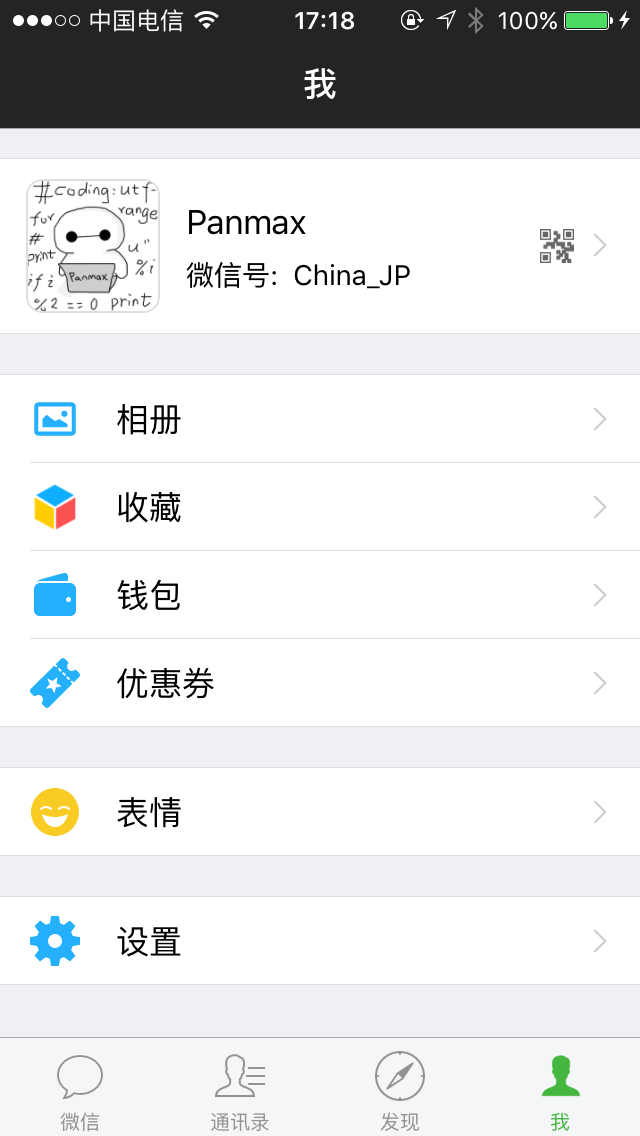 中国电信 17:18 100%
我
#coding:utf-
for range
# u"
print %i
if i Panmax
%2 == 0 print
Panmax
微信号: China_JP
相册
收藏
钱包
优惠券
表情
设置
微信 通讯录 发现 我